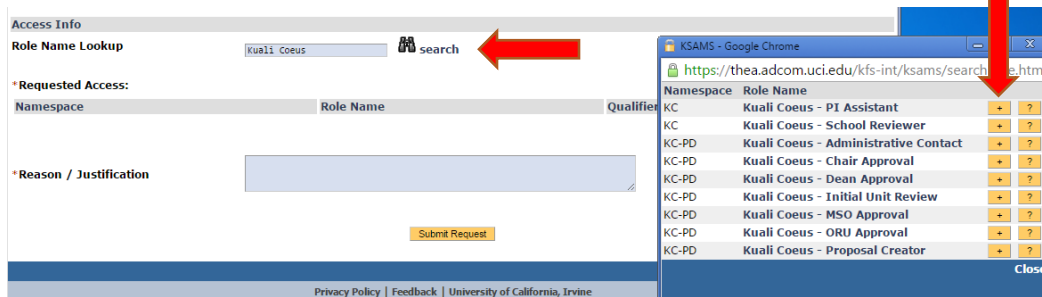 Access Info
Role Name Lookup
Kuali Coeus
search
*Requested Access:
Namespace Role Name Qualifier
*Reason / Justification
Submit Request
Privacy Policy | Feedback | University of California, Irvine
KSAMS - Google Chrome
https://thea.adcom.uci.edu/kfs-int/ksams/search
Namespace Role Name
KC Kuali Coeus - PI Assistant + ?
KC Kuali Coeus - School Reviewer + ?
KC-PD Kuali Coeus - Administrative Contact + ?
KC-PD Kuali Coeus - Chair Approval + ?
KC-PD Kuali Coeus - Dean Approval + ?
KC-PD Kuali Coeus - Initial Unit Review + ?
KC-PD Kuali Coeus - MSO Approval + ?
KC-PD Kuali Coeus - ORU Approval + ?
KC-PD Kuali Coeus - Proposal Creator + ?
Close